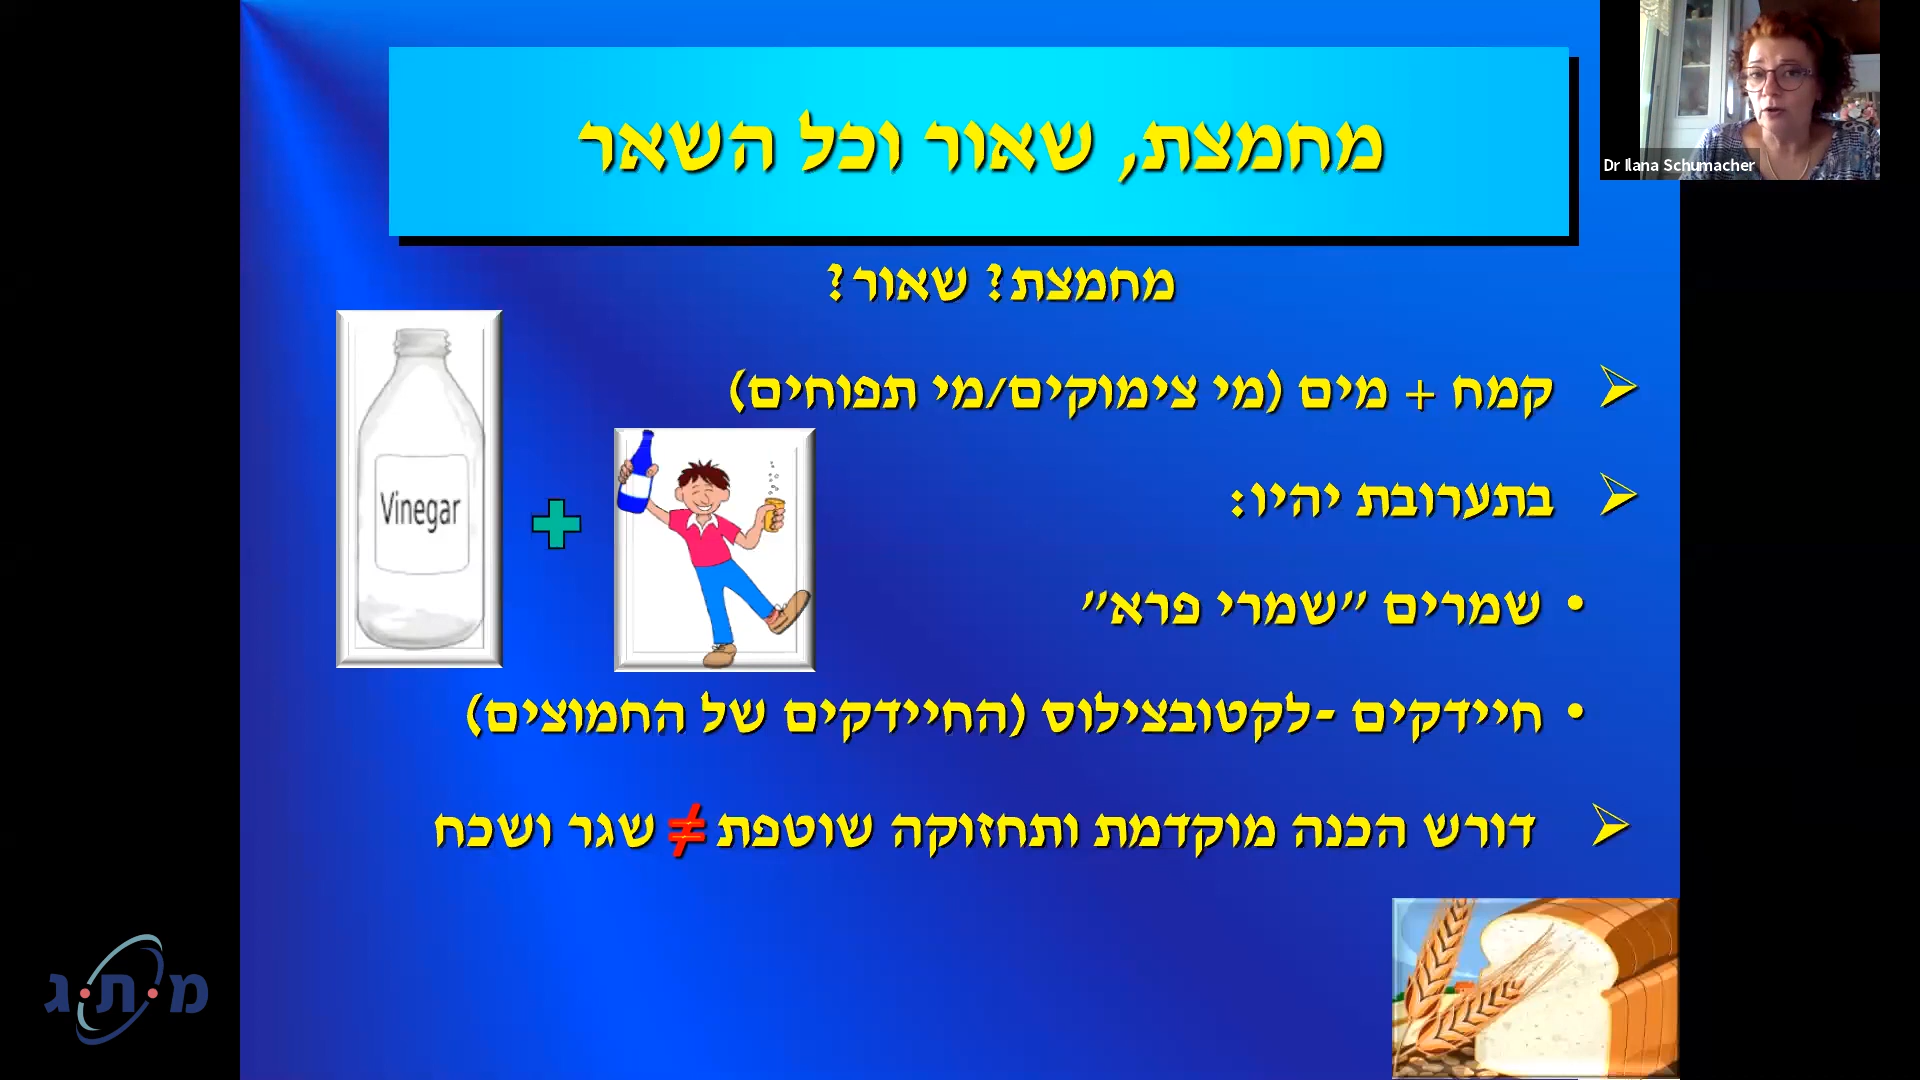 מחמצת, שאור וכל השאר
Dr Ilana Schumacher
מחמצת? שאור?
קמח + מים (מי צימוקים/מי תפוחים)
בתערובת יהיו:
• שמרים "שמרי פרא"
• חיידקים -לקטובצילוס (החיידקים של החמוצים)
דורש הכנה מוקדמת ותחזוקה שוטפת ≠ שגר ושכח
Vinegar
מ.ת.ג